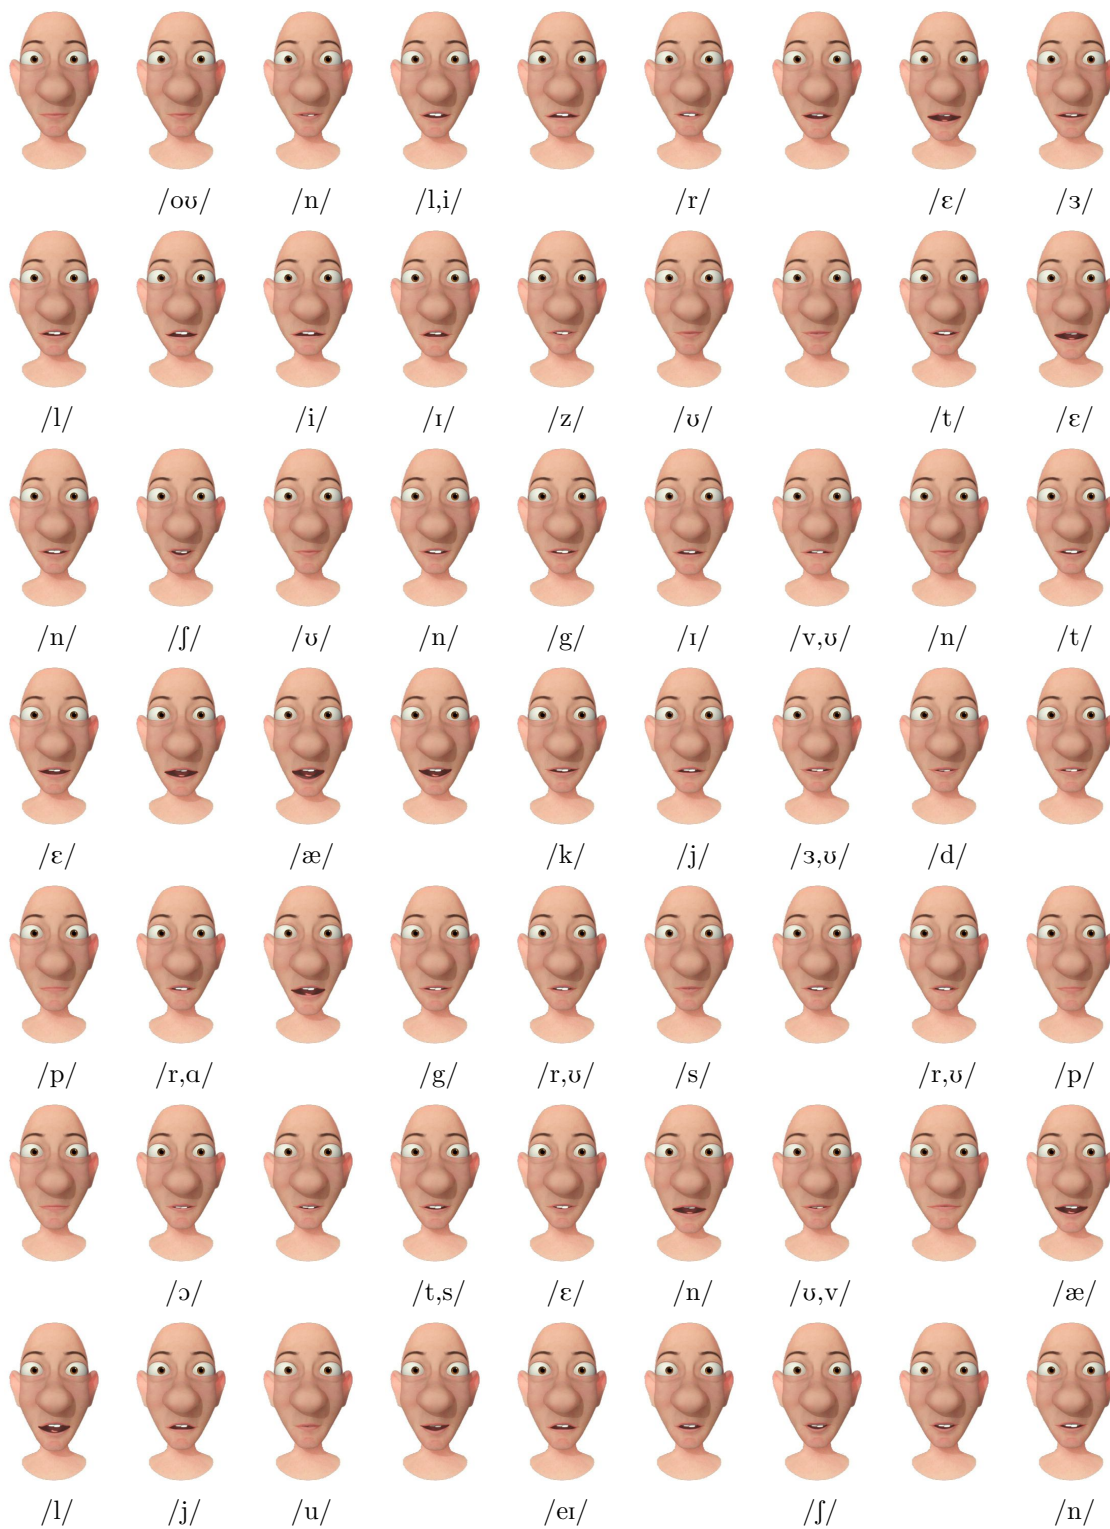 /oʊ/ /n/ /l,i/ /r/ /ɛ/ /ɜ/
/l/ /i/ /ɪ/ /z/ /ʊ/ /t/ /ɛ/
/n/ /ʃ/ /ʊ/ /n/ /g/ /ɪ/ /v,ʊ/ /n/ /t/
/ɛ/ /æ/ /k/ /j/ /ɜ,ʊ/ /d/
/p/ /r,ɑ/ /g/ /r,ʊ/ /s/ /r,ʊ/ /p/
/ɔ/ /t,s/ /ɛ/ /n/ /ʊ,v/ /æ/
/l/ /j/ /u/ /eɪ/ /ʃ/ /n/